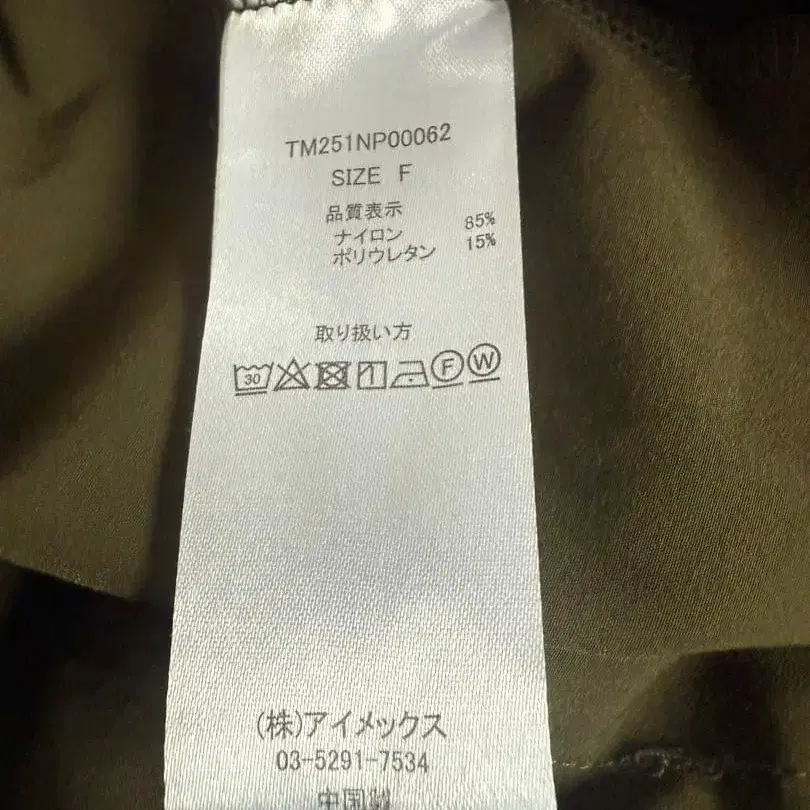 TM251NP00062
SIZE F
品質表示
ナイロン 85%
ポリウレタン 15%
取り扱い方
30 F W
(株)アイメックス
03-5291-7534
中国製